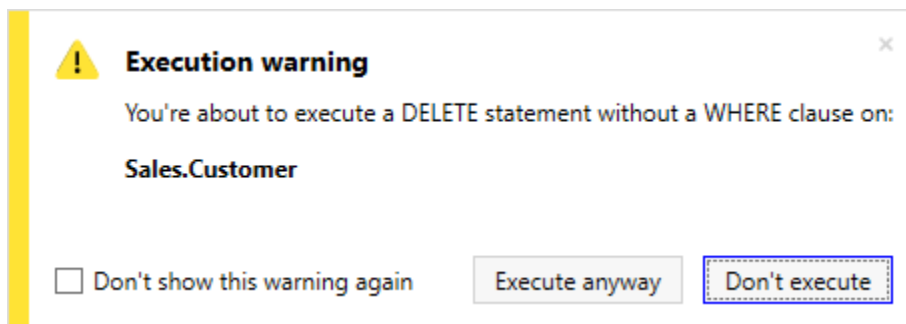 Execution warning
You're about to execute a DELETE statement without a WHERE clause on:
Sales.Customer
Don't show this warning again
Execute anyway
Don't execute